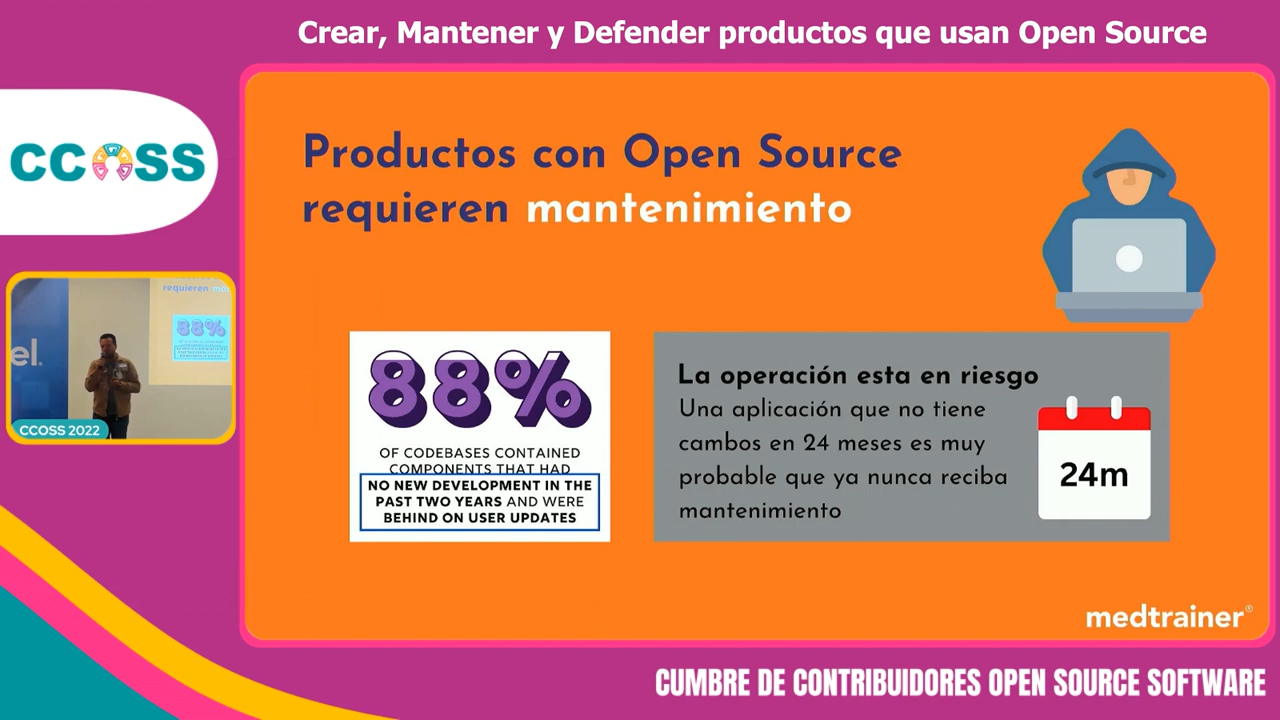 Crear, Mantener y Defender productos que usan Open Source
CCOSS
Productos con Open Source
requieren mantenimiento
el.
requieren
88%
CCOSS 2022
88%
OF CODEBASES CONTAINED
COMPONENTS THAT HAD
NO NEW DEVELOPMENT IN THE
PAST TWO YEARS AND WERE
BEHIND ON USER UPDATES
La operación esta en riesgo
Una aplicación que no tiene
cambos en 24 meses es muy
probable que ya nunca reciba
mantenimiento
24m
medtrainer®
CUMBRE DE CONTRIBUIDORES OPEN SOURCE SOFTWARE